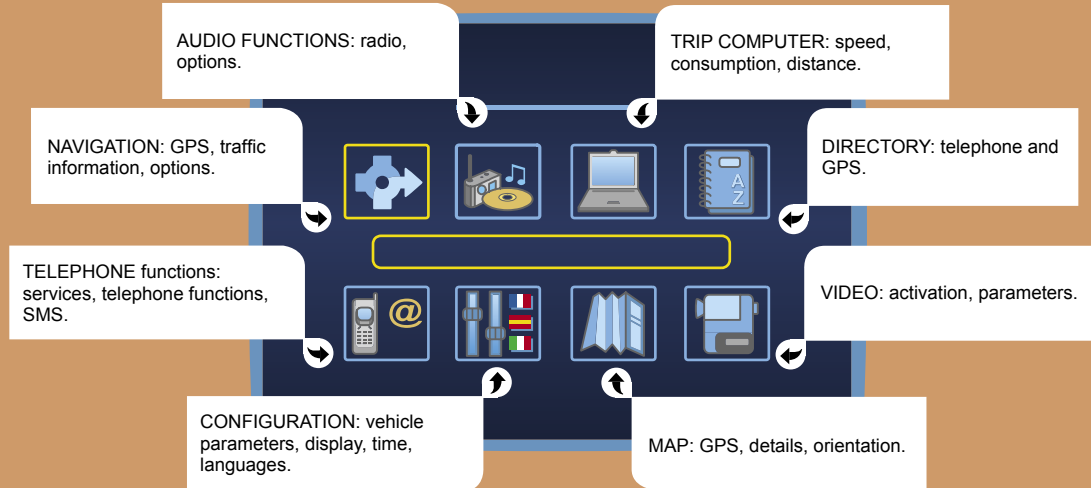 AUDIO FUNCTIONS: radio,
options.
TRIP COMPUTER: speed,
consumption, distance.
NAVIGATION: GPS, traffic
information, options.
DIRECTORY: telephone and
GPS.
A
Z
TELEPHONE functions:
services, telephone functions,
SMS.
@
VIDEO: activation, parameters.
CONFIGURATION: vehicle
parameters, display, time,
languages.
MAP: GPS, details, orientation.